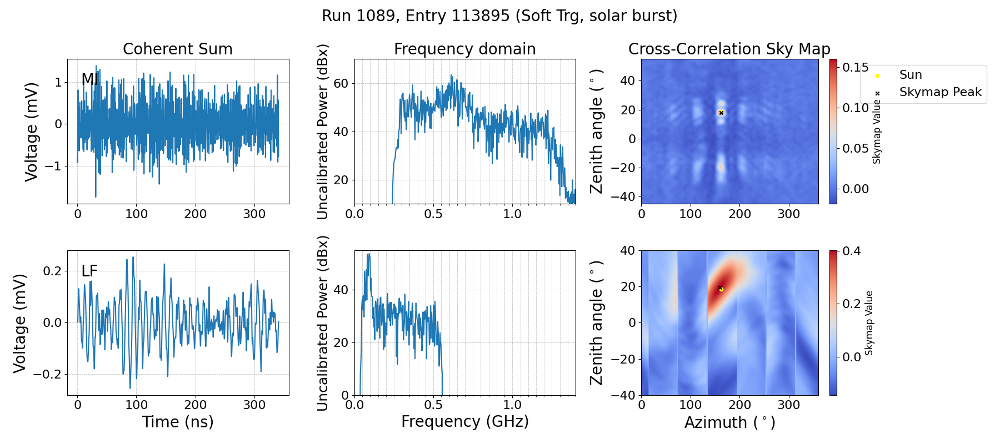 Run 1089, Entry 113895 (Soft Trg, solar burst)
Coherent Sum
Frequency domain
Cross-Correlation Sky Map
MI
Voltage (mV)
1
0
−1
0
100
200
300
Uncalibrated Power (dBx)
60
40
20
0.0
0.5
1.0
Zenith angle (°)
40
20
0
−20
−40
0
100
200
300
0.15
0.10
0.05
0.00
Skymap Value
Sun
Skymap Peak
LF
Voltage (mV)
0.2
0.0
−0.2
0
100
200
300
Time (ns)
Uncalibrated Power (dBx)
40
20
0
0.0
0.5
1.0
Frequency (GHz)
Zenith angle (°)
40
20
0
−20
−40
0
100
200
300
Azimuth (°)
0.4
0.2
0.0
Skymap Value